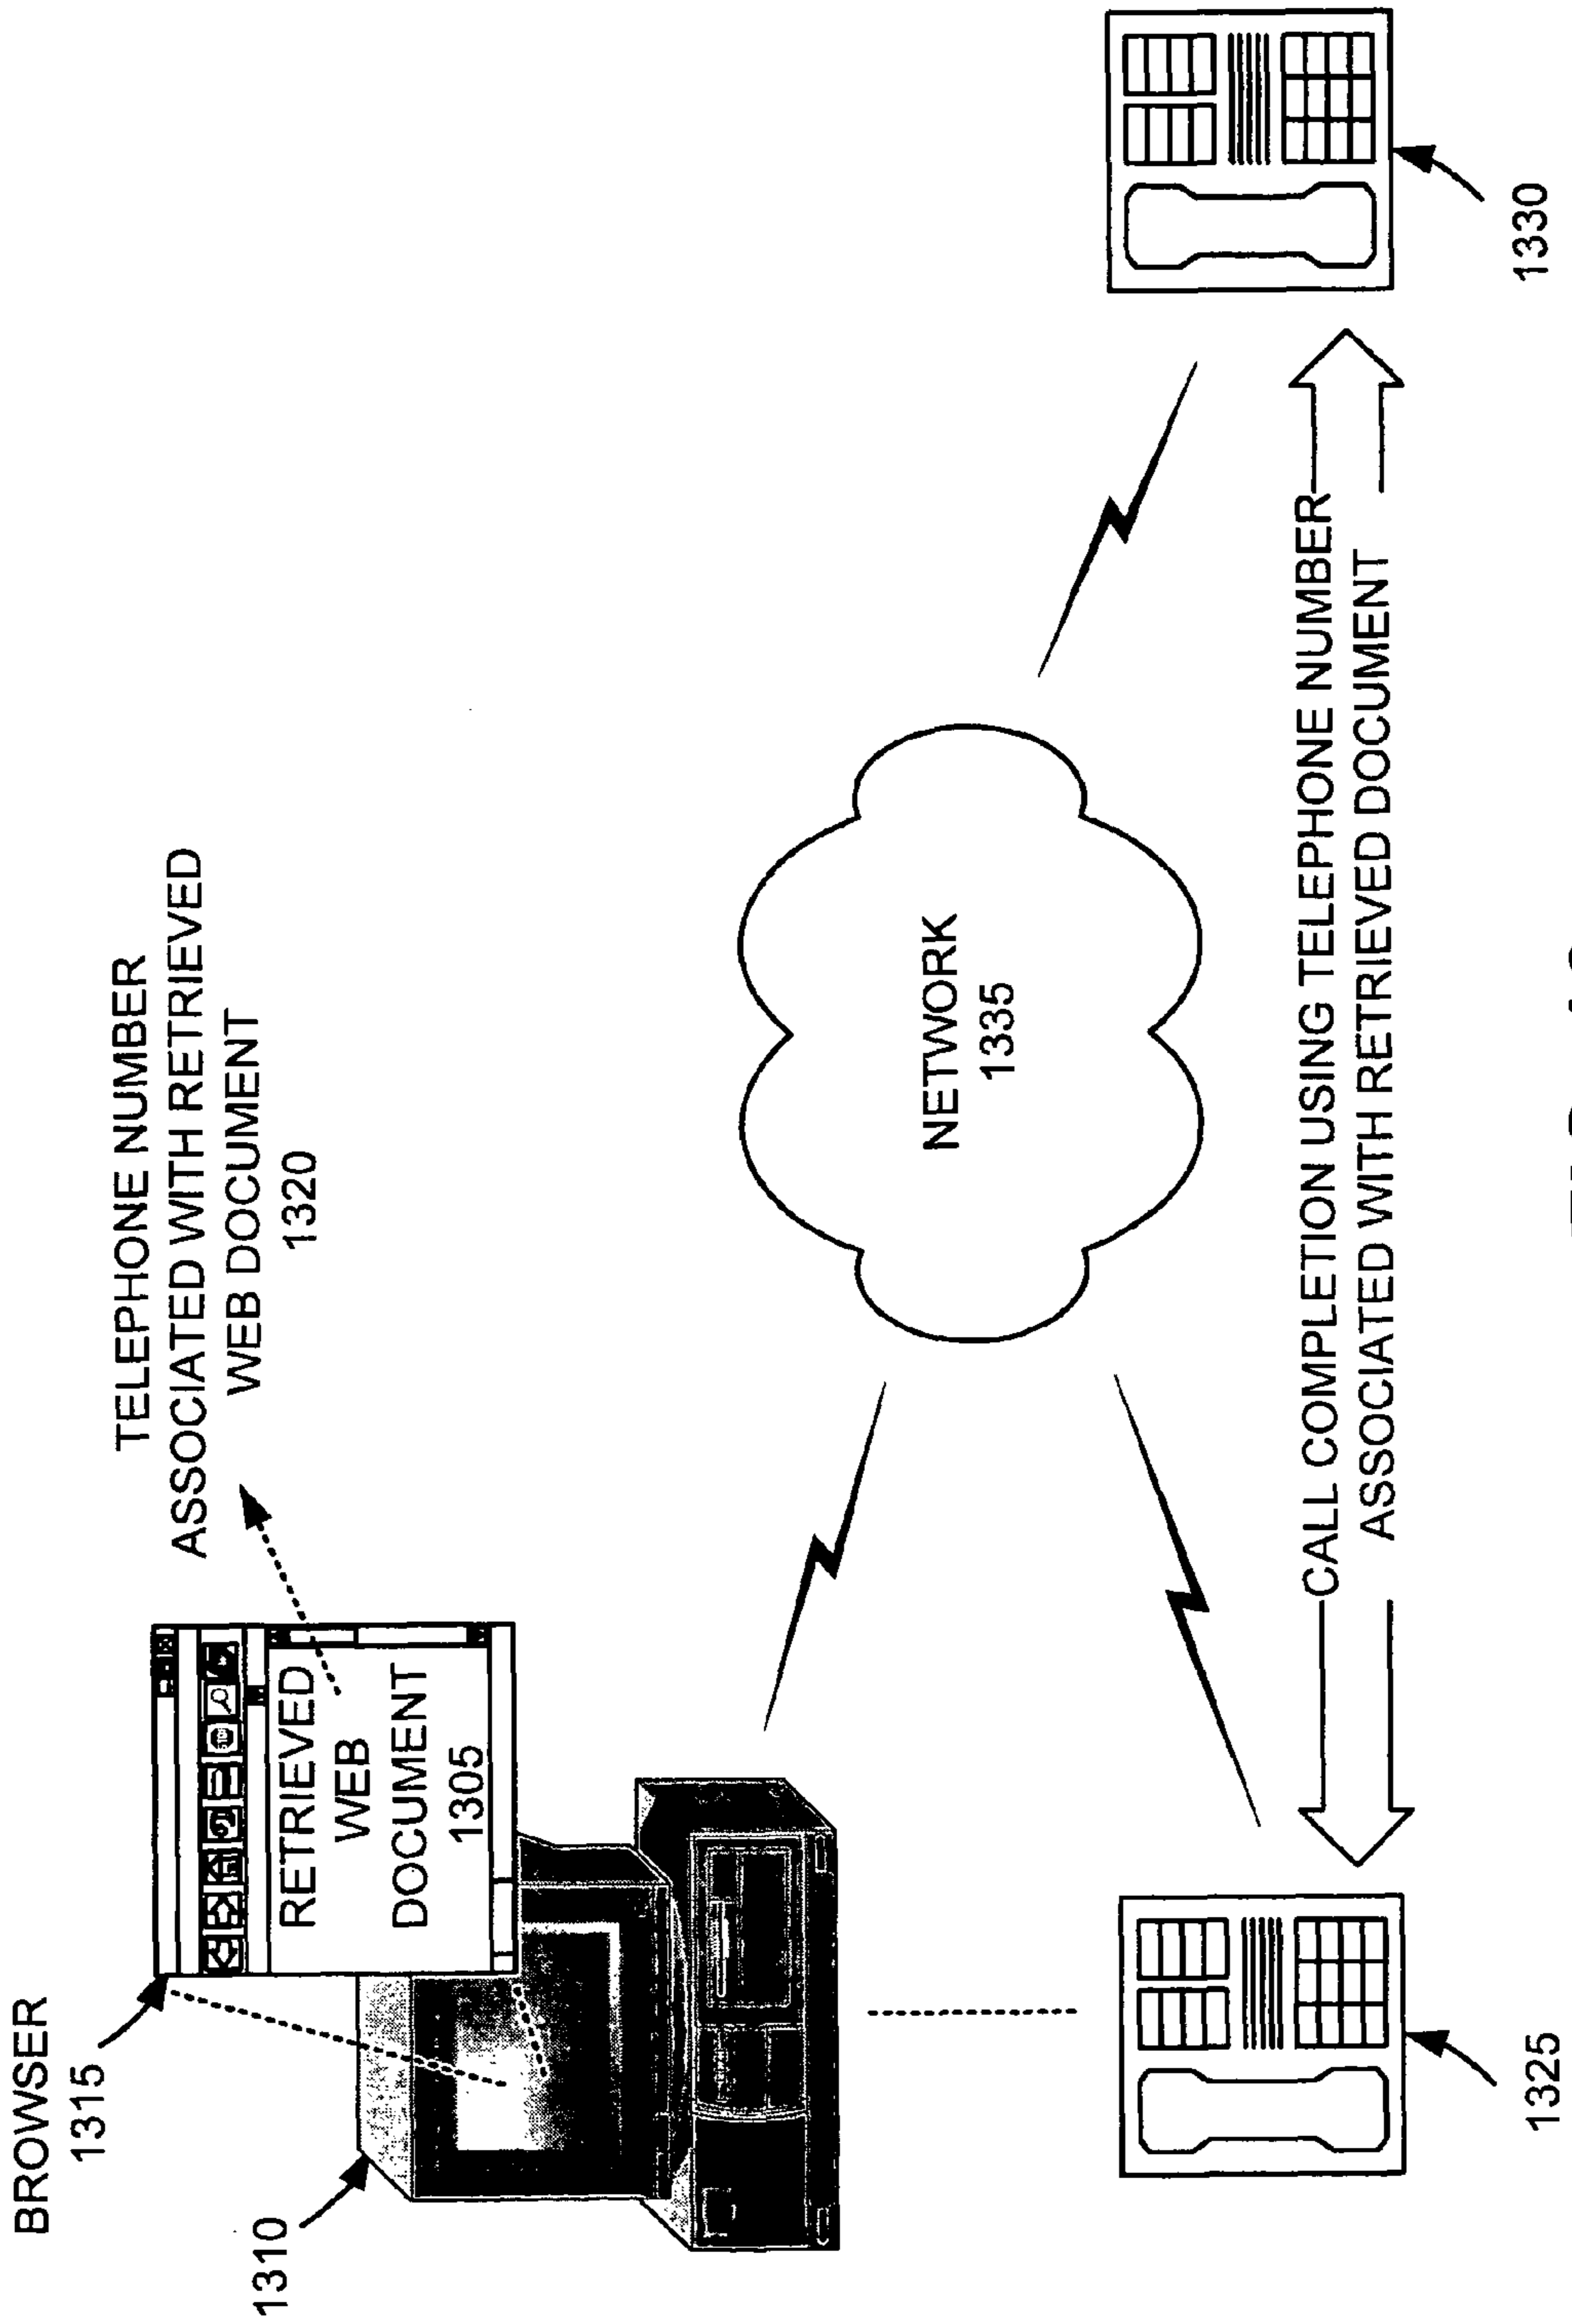 BROWSER
1315
1310
RETRIEVED
WEB
DOCUMENT
1305
TELEPHONE NUMBER
ASSOCIATED WITH RETRIEVED
WEB DOCUMENT
1320
NETWORK
1335
CALL COMPLETION USING TELEPHONE NUMBER
ASSOCIATED WITH RETRIEVED DOCUMENT
1325
1330